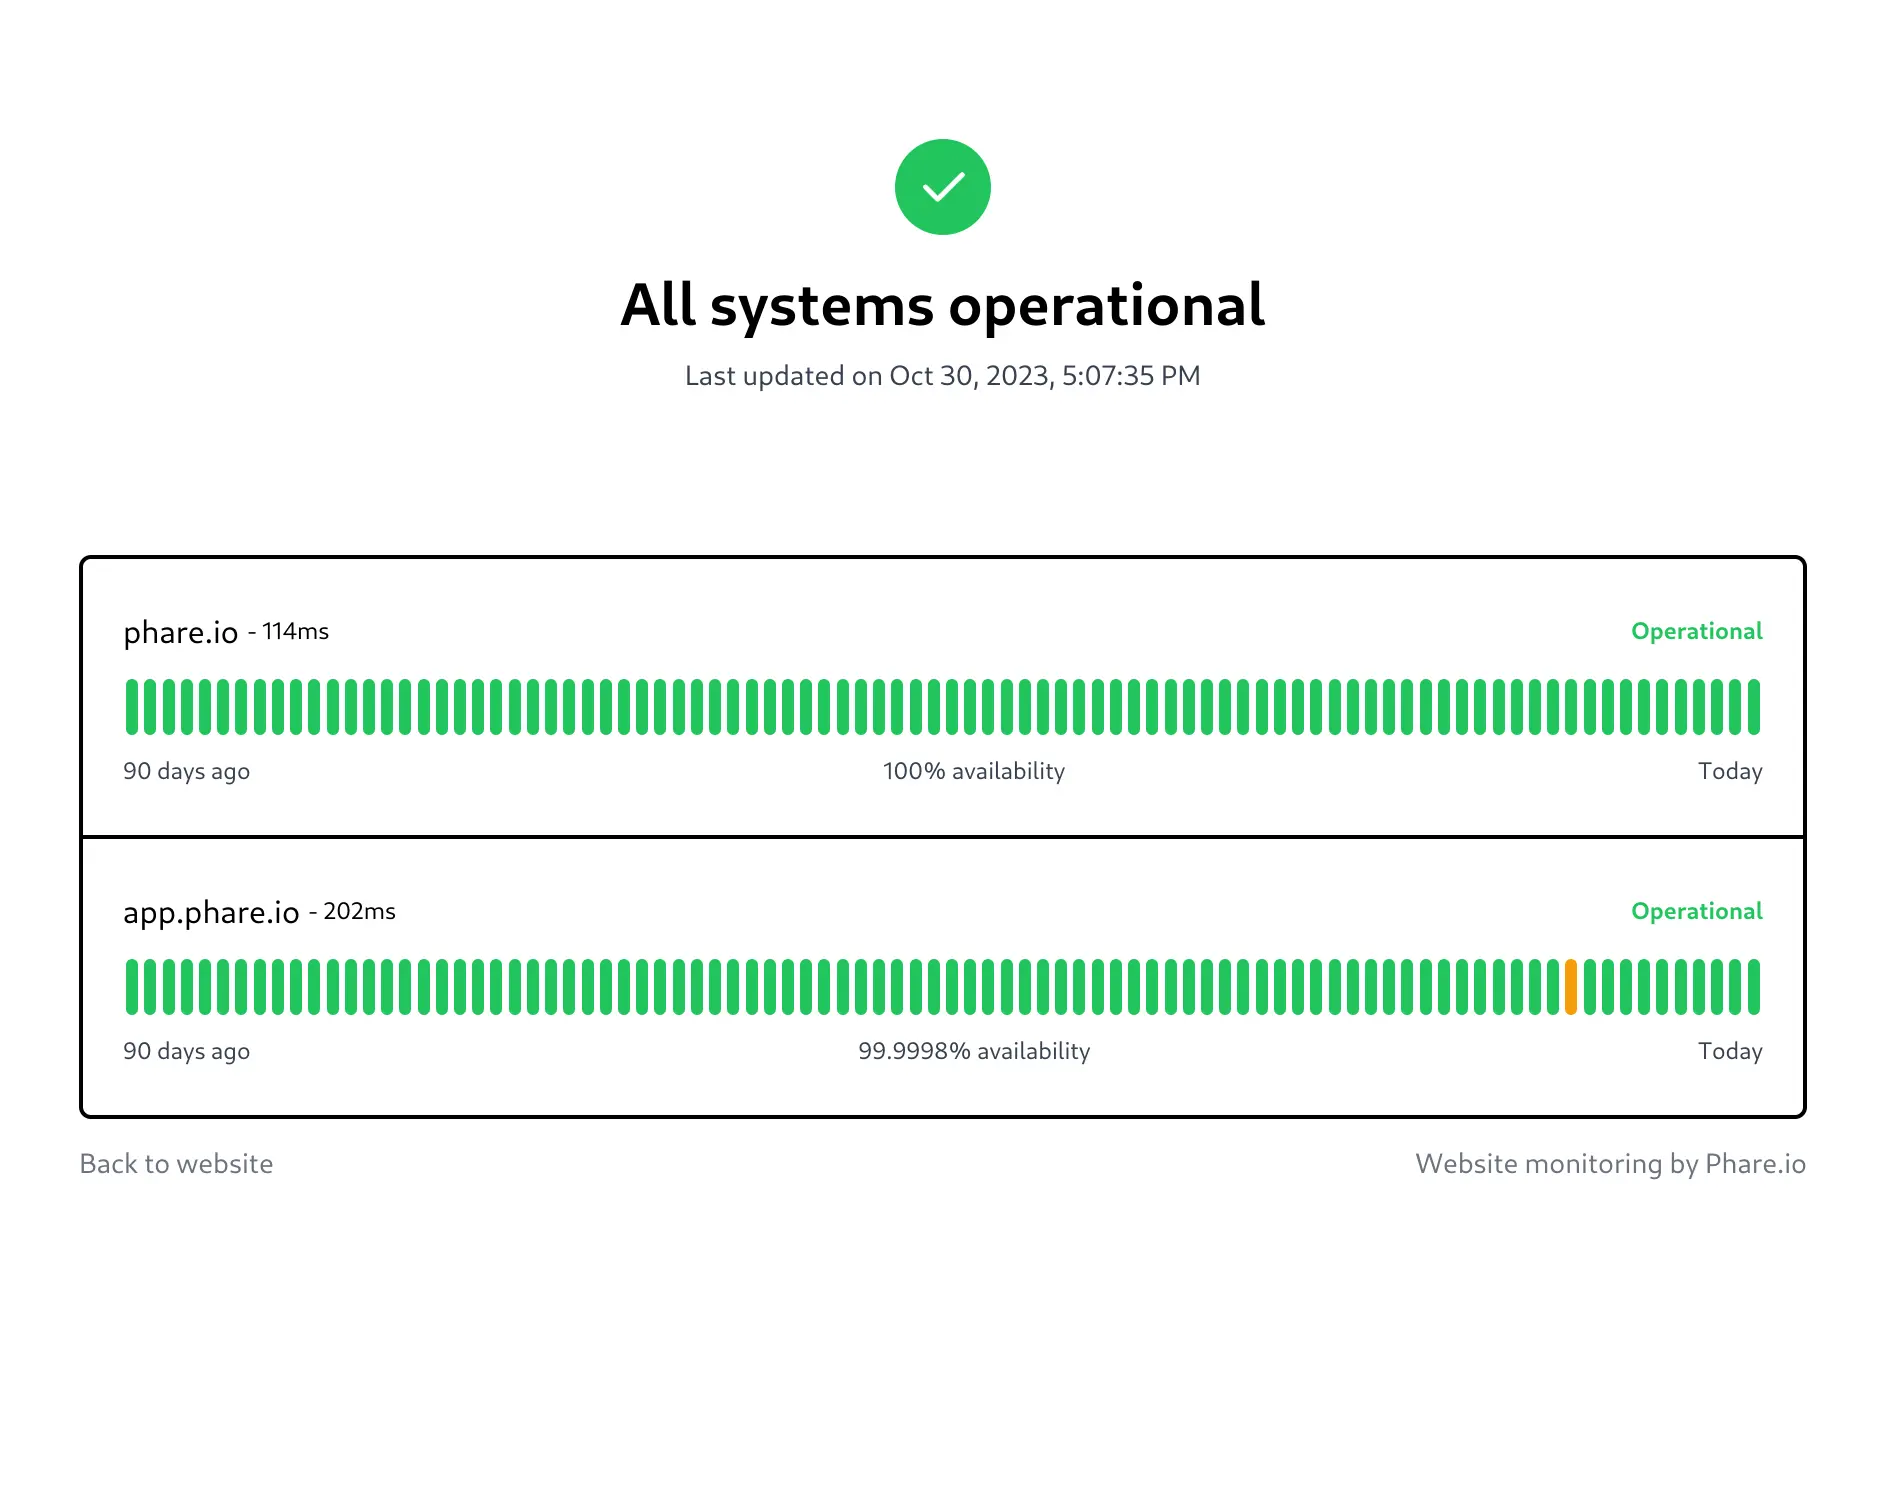 All systems operational
Last updated on Oct 30, 2023, 5:07:35 PM
phare.io - 114ms Operational
90 days ago 100% availability Today
app.phare.io - 202ms Operational
90 days ago 99.9998% availability Today
Back to website Website monitoring by Phare.io